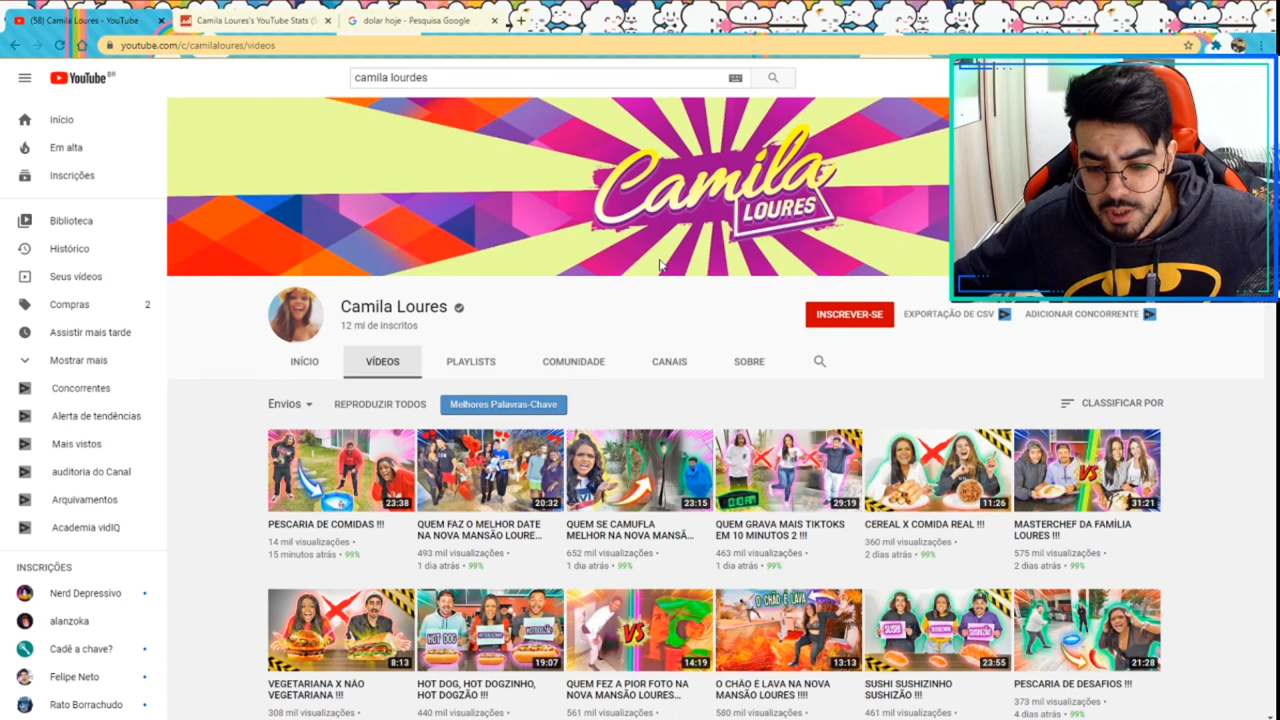 (58) Camila Loures - YouTube
Camila Loures's YouTube Stats (S
dolar hoje - Pesquisa Google
youtube.com/c/camilaloures/videos
YouTube BR
camila lourdes
Camila
LOURES
Início
Em alta
Inscrições
Biblioteca
Histórico
Seus vídeos
Compras 2
Assistir mais tarde
Mostrar mais
Concorrentes
Alerta de tendências
Mais vistos
auditoria do Canal
Arquivamentos
Academia vidIQ
INSCRIÇÕES
Nerd Depressivo
alanzoka
Cadê a chave?
Felipe Neto
Rato Borrachudo
Camila Loures
12 mi de inscritos
INSCREVER-SE
EXPORTAÇÃO DE CSV
ADICIONAR CONCORRENTE
INÍCIO VÍDEOS PLAYLISTS COMUNIDADE CANAIS SOBRE
Envios REPRODUZIR TODOS Melhores Palavras-Chave CLASSIFICAR POR
23:38
PESCARIA DE COMIDAS !!!
14 mil visualizações •
15 minutos atrás • 99%
20:32
QUEM FAZ O MELHOR DATE
NA NOVA MANSÃO LOURE...
493 mil visualizações •
1 dia atrás • 99%
23:15
QUEM SE CAMUFLA
MELHOR NA NOVA MANSÃ...
652 mil visualizações •
1 dia atrás • 99%
29:19
QUEM GRAVA MAIS TIKTOKS
EM 10 MINUTOS 2 !!!
463 mil visualizações •
1 dia atrás • 99%
11:26
CEREAL X COMIDA REAL !!!
360 mil visualizações •
2 dias atrás • 99%
VS
31:21
MASTERCHEF DA FAMÍLIA
LOURES !!!
575 mil visualizações •
2 dias atrás • 99%
8:13
VEGETARIANA X NÃO
VEGETARIANA !!!
308 mil visualizações •
HOT DOG
19:07
HOT DOG, HOT DOGZINHO,
HOT DOGZÃO !!!
440 mil visualizações •
VS
14:19
QUEM FEZ A PIOR FOTO NA
NOVA MANSÃO LOURES...
561 mil visualizações •
O CHÃO É LAVA
13:13
O CHÃO É LAVA NA NOVA
MANSÃO LOURES !!!!
580 mil visualizações •
SUSHI
23:55
SUSHI SUSHIZINHO
SUSHIZÃO !!!
461 mil visualizações •
21:28
PESCARIA DE DESAFIOS !!!
373 mil visualizações •
4 dias atrás • 99%